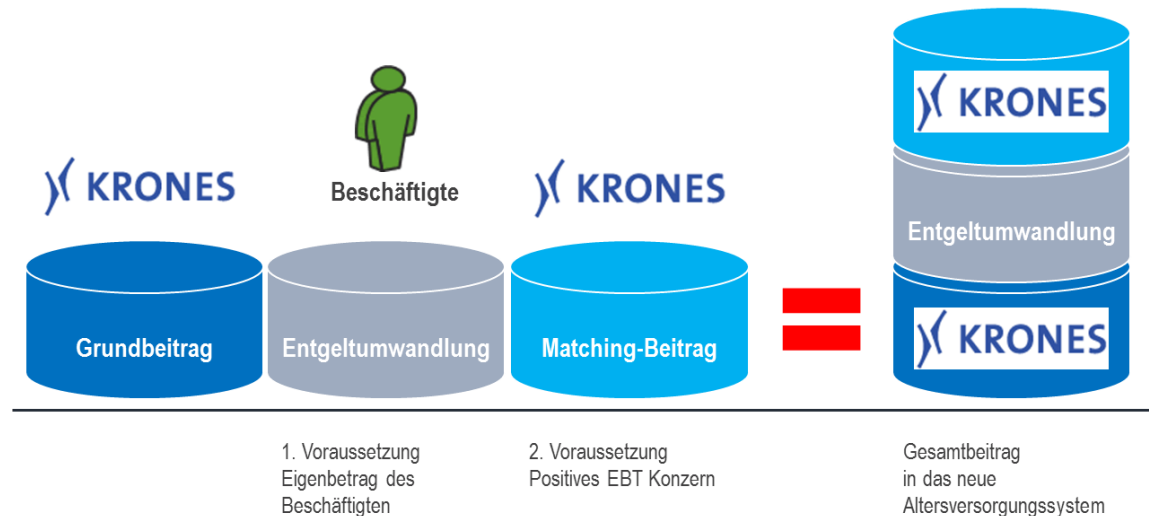 KRONES
Beschäftigte
KRONES
Grundbeitrag
Entgeltumwandlung
Matching-Beitrag
KRONES
Entgeltumwandlung
KRONES
1. Voraussetzung
Eigenbetrag des
Beschäftigten
2. Voraussetzung
Positives EBT Konzern
Gesamtbeitrag
in das neue
Altersversorgungssystem